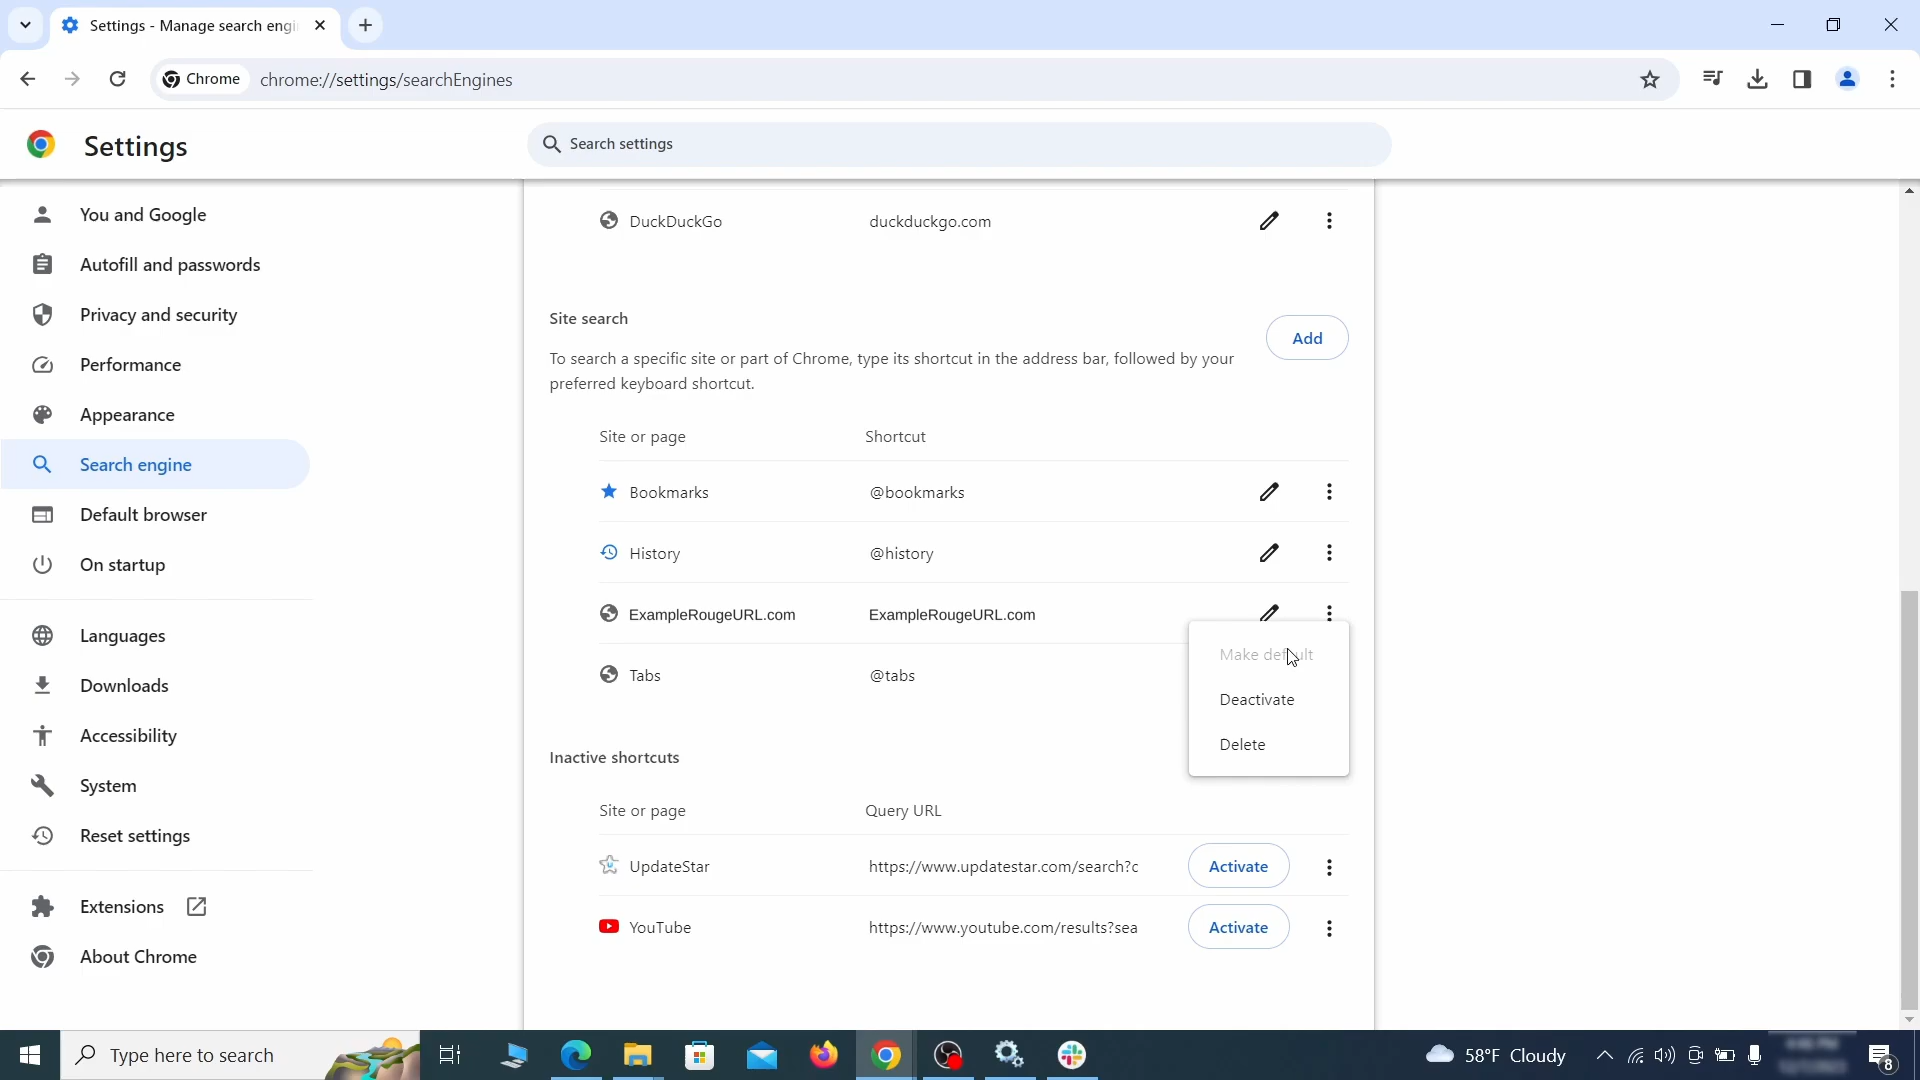 Settings - Manage search engi
Chrome
chrome://settings/searchEngines
Settings
Search settings
You and Google
Autofill and passwords
Privacy and security
Performance
Appearance
Search engine
Default browser
On startup
Languages
Downloads
Accessibility
System
Reset settings
Extensions
About Chrome
DuckDuckGo duckduckgo.com
Site search
Add
To search a specific site or part of Chrome, type its shortcut in the address bar, followed by your
preferred keyboard shortcut.
Site or page Shortcut
Bookmarks @bookmarks
History @history
ExampleRougeURL.com ExampleRougeURL.com
Tabs @tabs
Make default
Deactivate
Delete
Inactive shortcuts
Site or page Query URL
UpdateStar https://www.updatestar.com/search?c Activate
YouTube https://www.youtube.com/results?sea Activate
Type here to search
58°F Cloudy
8